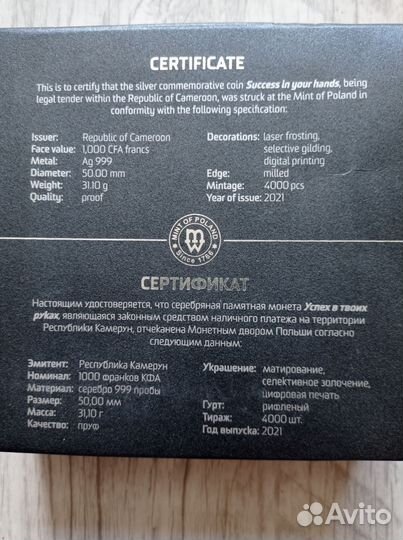 CERTIFICATE
This is to certify that the silver commemorative coin Success in your hands, being
legal tender within the Republic of Cameroon, was struck at the Mint of Poland in
conformity with the following specification:
Issuer: Republic of Cameroon
Face value: 1,000 CFA francs
Metal: Ag 999
Diameter: 50.00 mm
Weight: 31.10 g
Quality: proof
Decorations: laser frosting,
selective gilding,
digital printing
Edge: milled
Mintage: 4000 pcs
Year of issue: 2021
MINT OF POLAND
MW
Since 1766
СЕРТИФИКАТ
Настоящим удостоверяется, что серебряная памятная монета Успех в твоих
руках, являющаяся законным средством наличного платежа на территории
Республики Камерун, отчеканена Монетным двором Польши согласно
следующим данным:
Эмитент: Республика Камерун
Номинал: 1000 франков КФА
Материал: серебро 999 пробы
Размер: 50,00 мм
Масса: 31,10 г
Качество: пруф
Украшение: матирование,
селективное золочение,
цифровая печать
Гурт: рифленый
Тираж: 4000 шт.
Год выпуска: 2021
Avito